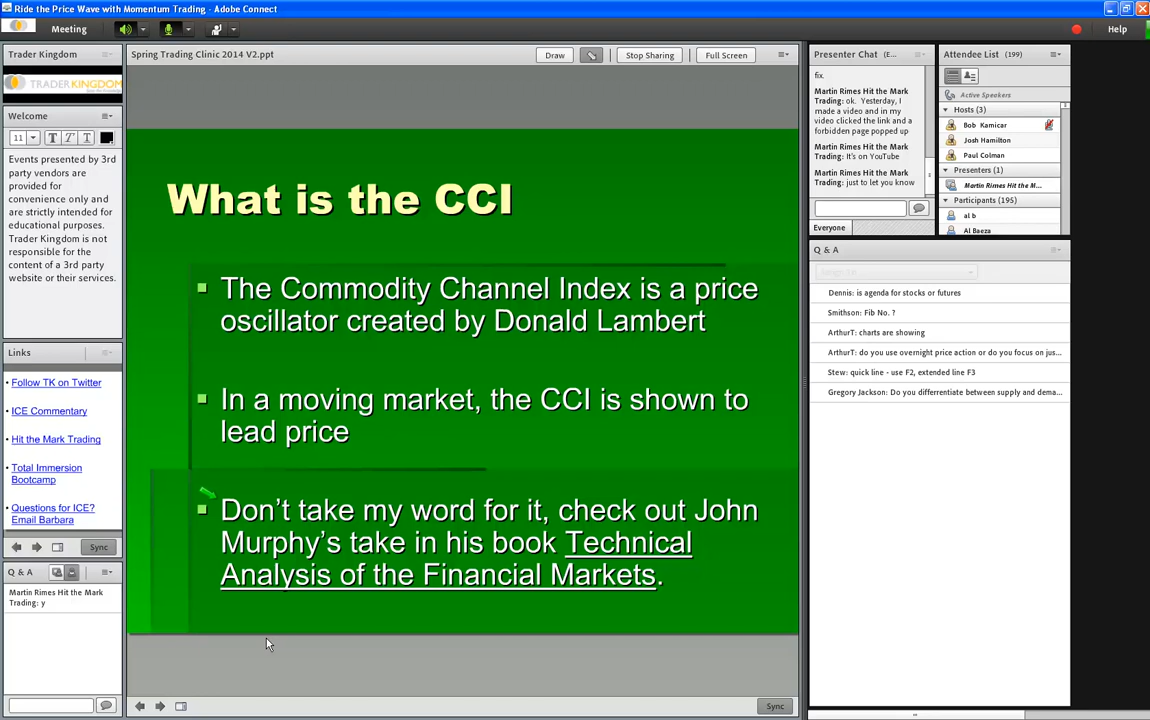 Ride the Price Wave with Momentum Trading - Adobe Connect
Meeting
Help
Trader Kingdom
TRADERKINGDOM
Welcome
11
T T T
Events presented by 3rd
party vendors are
provided for
convenience only and
are strictly intended for
educational purposes.
Trader Kingdom is not
responsible for the
content of a 3rd party
website or their services.
Links
• Follow TK on Twitter
• ICE Commentary
• Hit the Mark Trading
• Total Immersion
Bootcamp
• Questions for ICE?
Email Barbara
Sync
Q & A
Martin Rimes Hit the Mark
Trading: y
Spring Trading Clinic 2014 V2.ppt
Draw
Stop Sharing
Full Screen
What is the CCI
The Commodity Channel Index is a price
oscillator created by Donald Lambert
In a moving market, the CCI is shown to
lead price
Don’t take my word for it, check out John
Murphy’s take in his book Technical
Analysis of the Financial Markets.
Sync
Presenter Chat (E...
fix.
Martin Rimes Hit the Mark
Trading: ok. Yesterday, I
made a video and in my
video clicked the link and a
forbidden page popped up
Martin Rimes Hit the Mark
Trading: It's on YouTube
Martin Rimes Hit the Mark
Trading: just to let you know
Everyone
Attendee List (199)
Active Speakers
Hosts (3)
Bob Kamicar
Josh Hamilton
Paul Colman
Presenters (1)
Martin Rimes Hit the M...
Participants (195)
al b
Al Baeza
Q & A
Dennis: is agenda for stocks or futures
Smithson: Fib No. ?
ArthurT: charts are showing
ArthurT: do you use overnight price action or do you focus on jus...
Stew: quick line - use F2, extended line F3
Gregory Jackson: Do you differentiate between supply and dema...